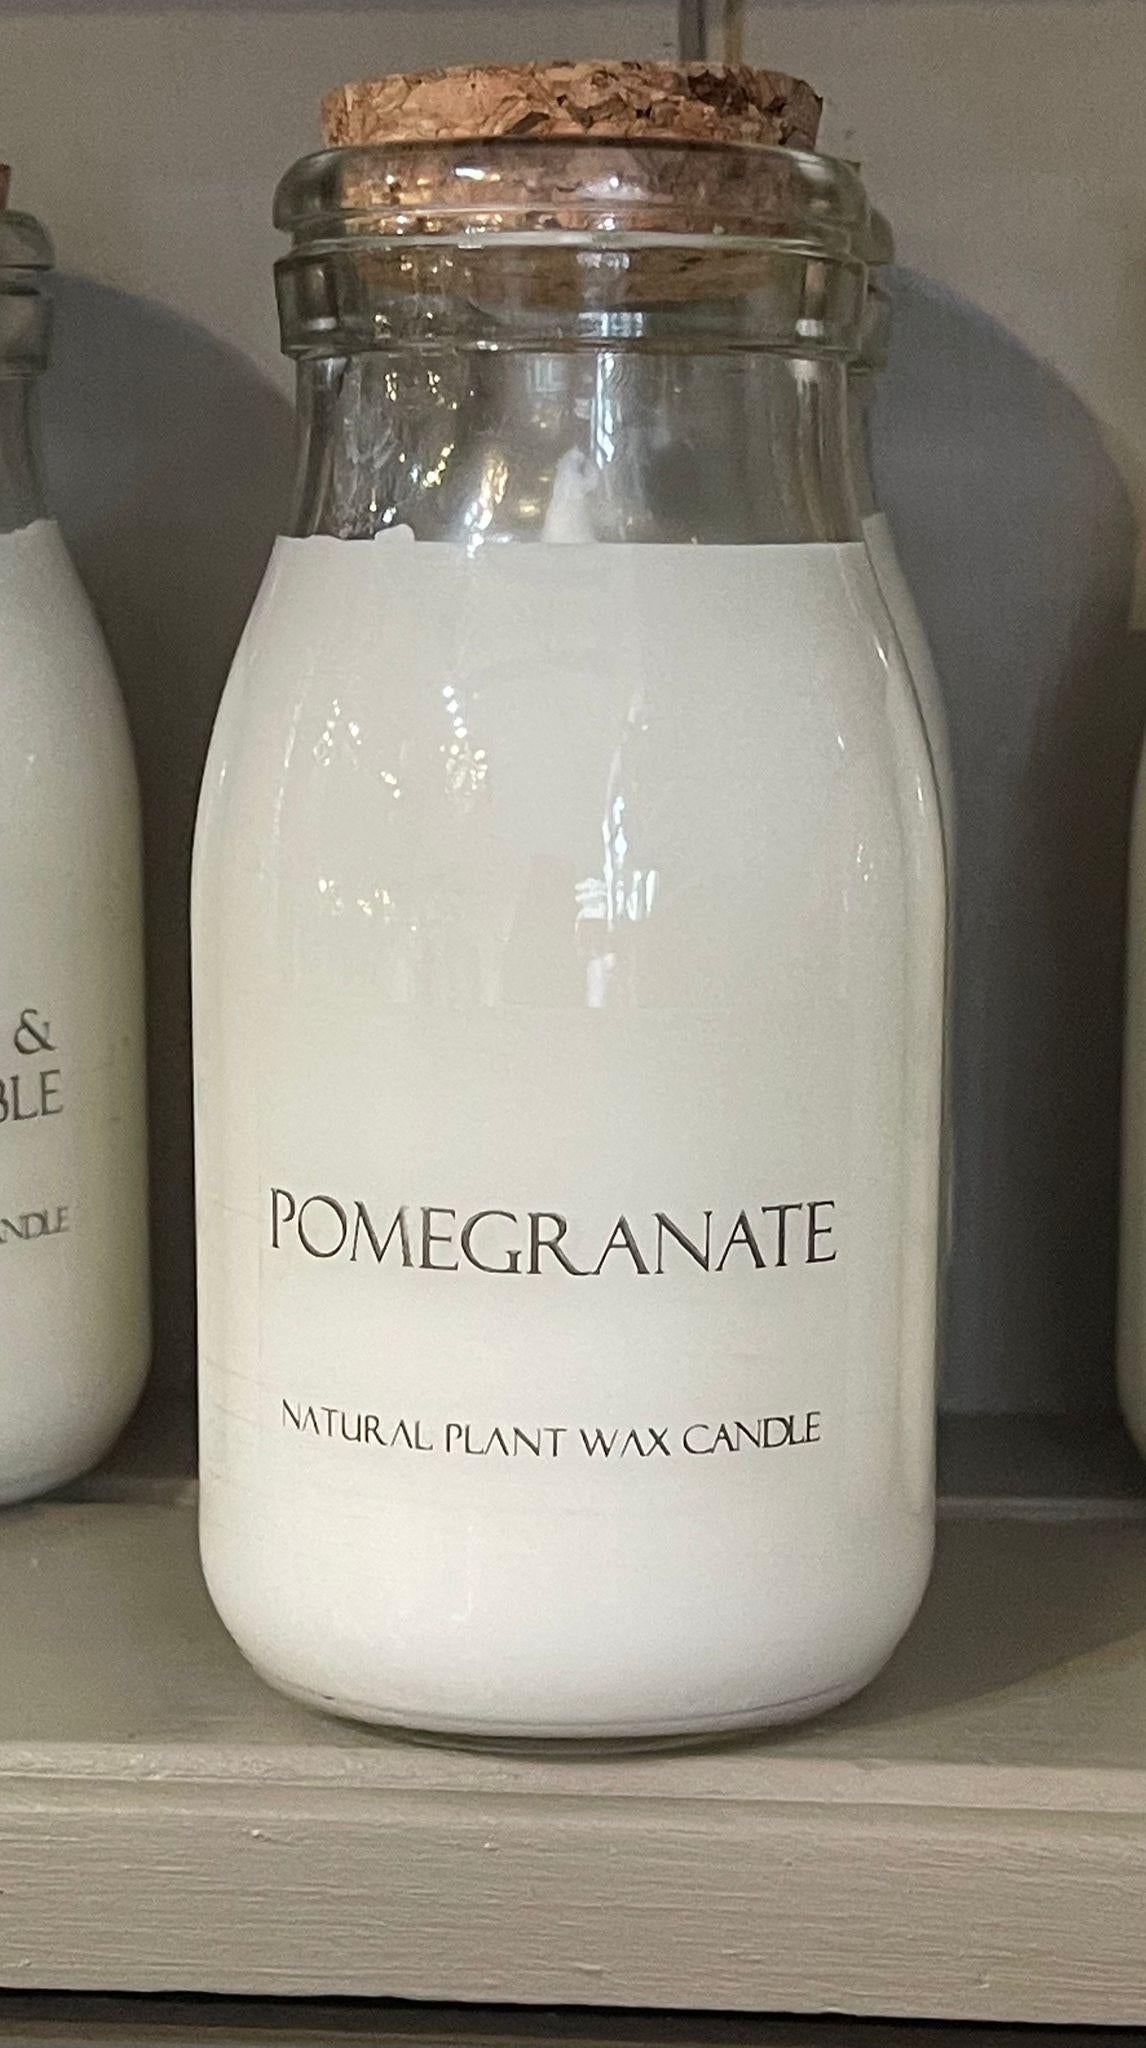 POMEGRANATE
NATURAL PLANT WAX CANDLE
&